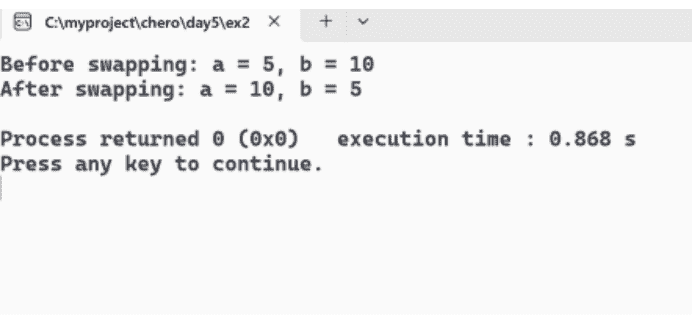 C:\myproject\chero\day5\ex2
Before swapping: a = 5, b = 10
After swapping: a = 10, b = 5
Process returned 0 (0x0)   execution time : 0.868 s
Press any key to continue.